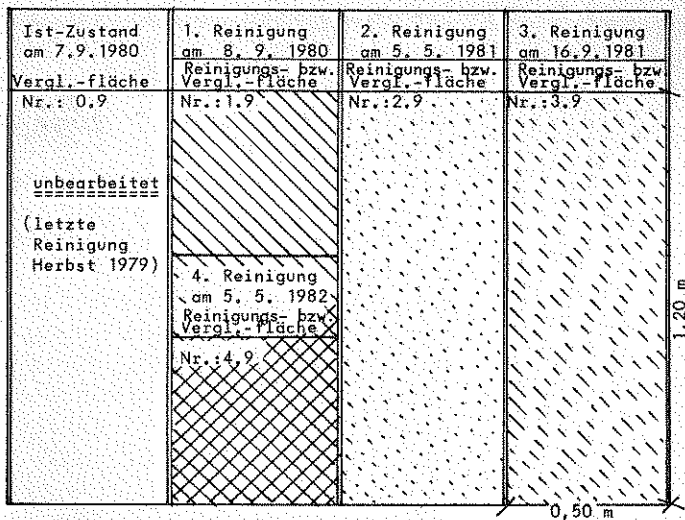 Ist-Zustand
am 7.9.1980
Vergl.-fläche
Nr.: 0.9
unbearbeitet
(letzte
Reinigung
Herbst 1979)
1. Reinigung
am 8. 9. 1980
Reinigungs- bzw.
Vergl.-fläche
Nr.:1.9
4. Reinigung
am 5. 5. 1982
Reinigungs- bzw.
Vergl.-fläche
Nr.:4.9
2. Reinigung
am 5. 5. 1981
Reinigungs- bzw.
Vergl.-fläche
Nr.:2.9
3. Reinigung
am 16.9.1981
Reinigungs- bzw
Vergl.-fläche
Nr.:3.9
1.20 m
0,50 m